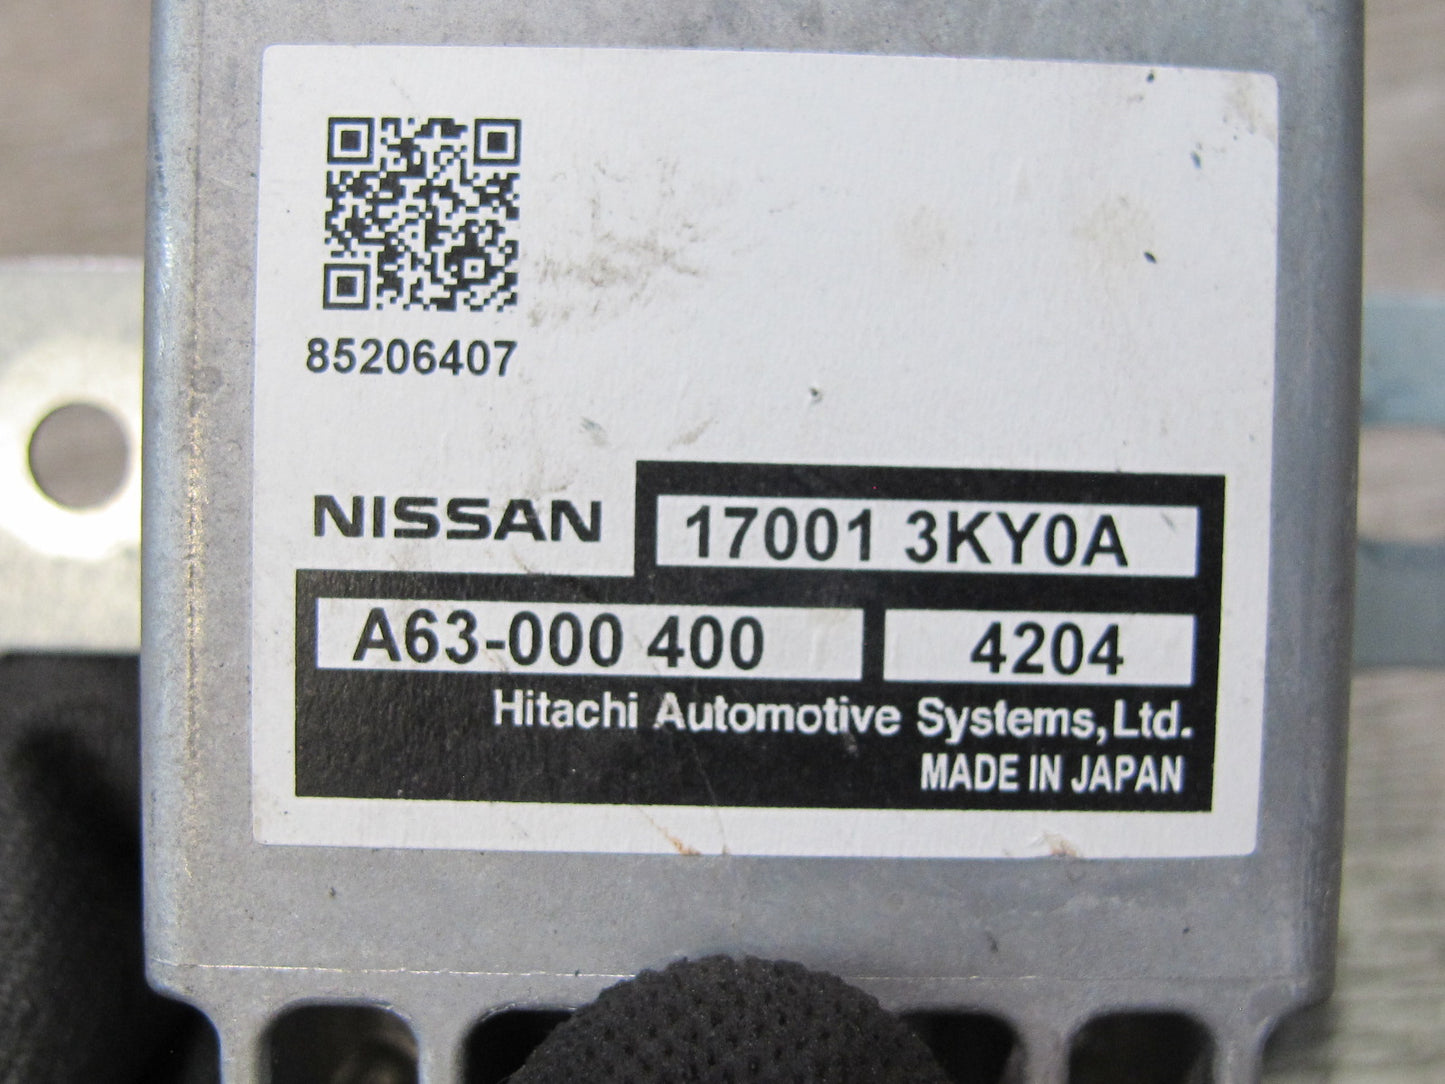 85206407
NISSAN 17001 3KY0A
A63-000 400 4204
Hitachi Automotive Systems,Ltd.
MADE IN JAPAN